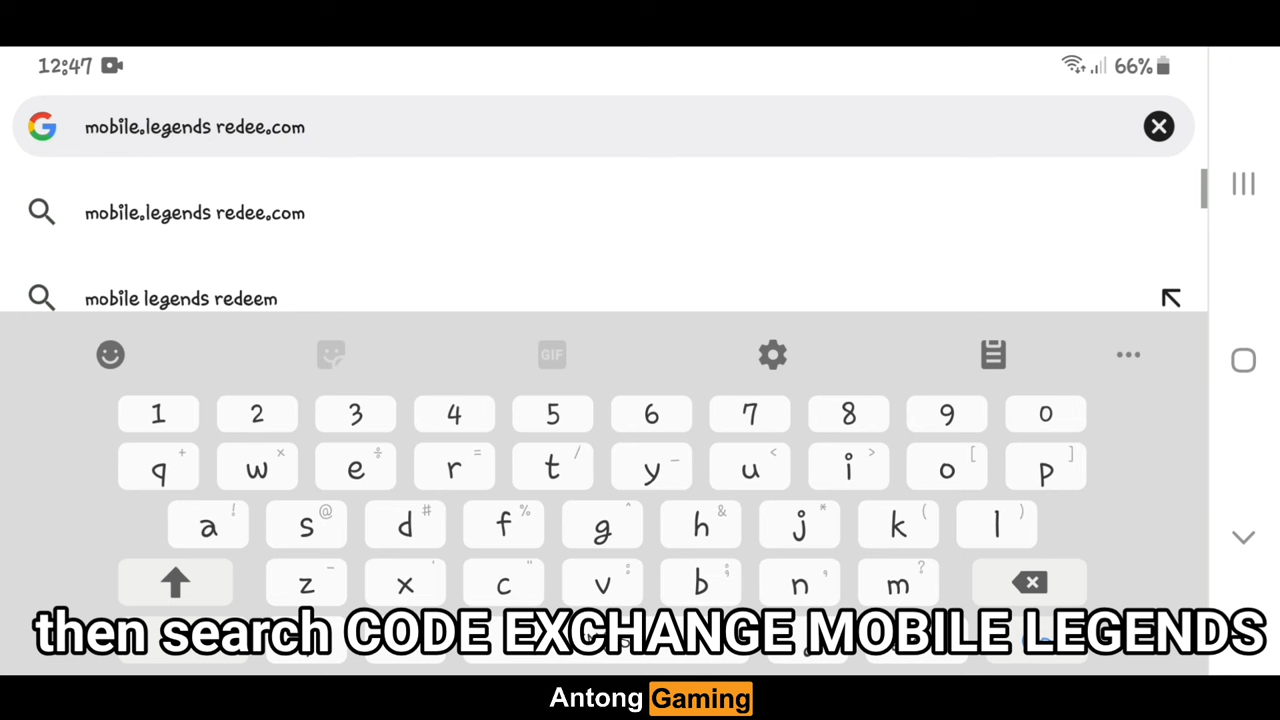 12:47 66%
mobile.legends redee.com
mobile.legends redee.com
mobile legends redeem
GIF
1 2 3 4 5 6 7 8 9 0
q + w × e ÷ r = t / y _ u < i > o [ p ]
a ! s @ d # f % g ^ h & j * k ( l )
z - x ' c " v : b ; n , m ?
then search CODE EXCHANGE MOBILE LEGENDS
Antong Gaming